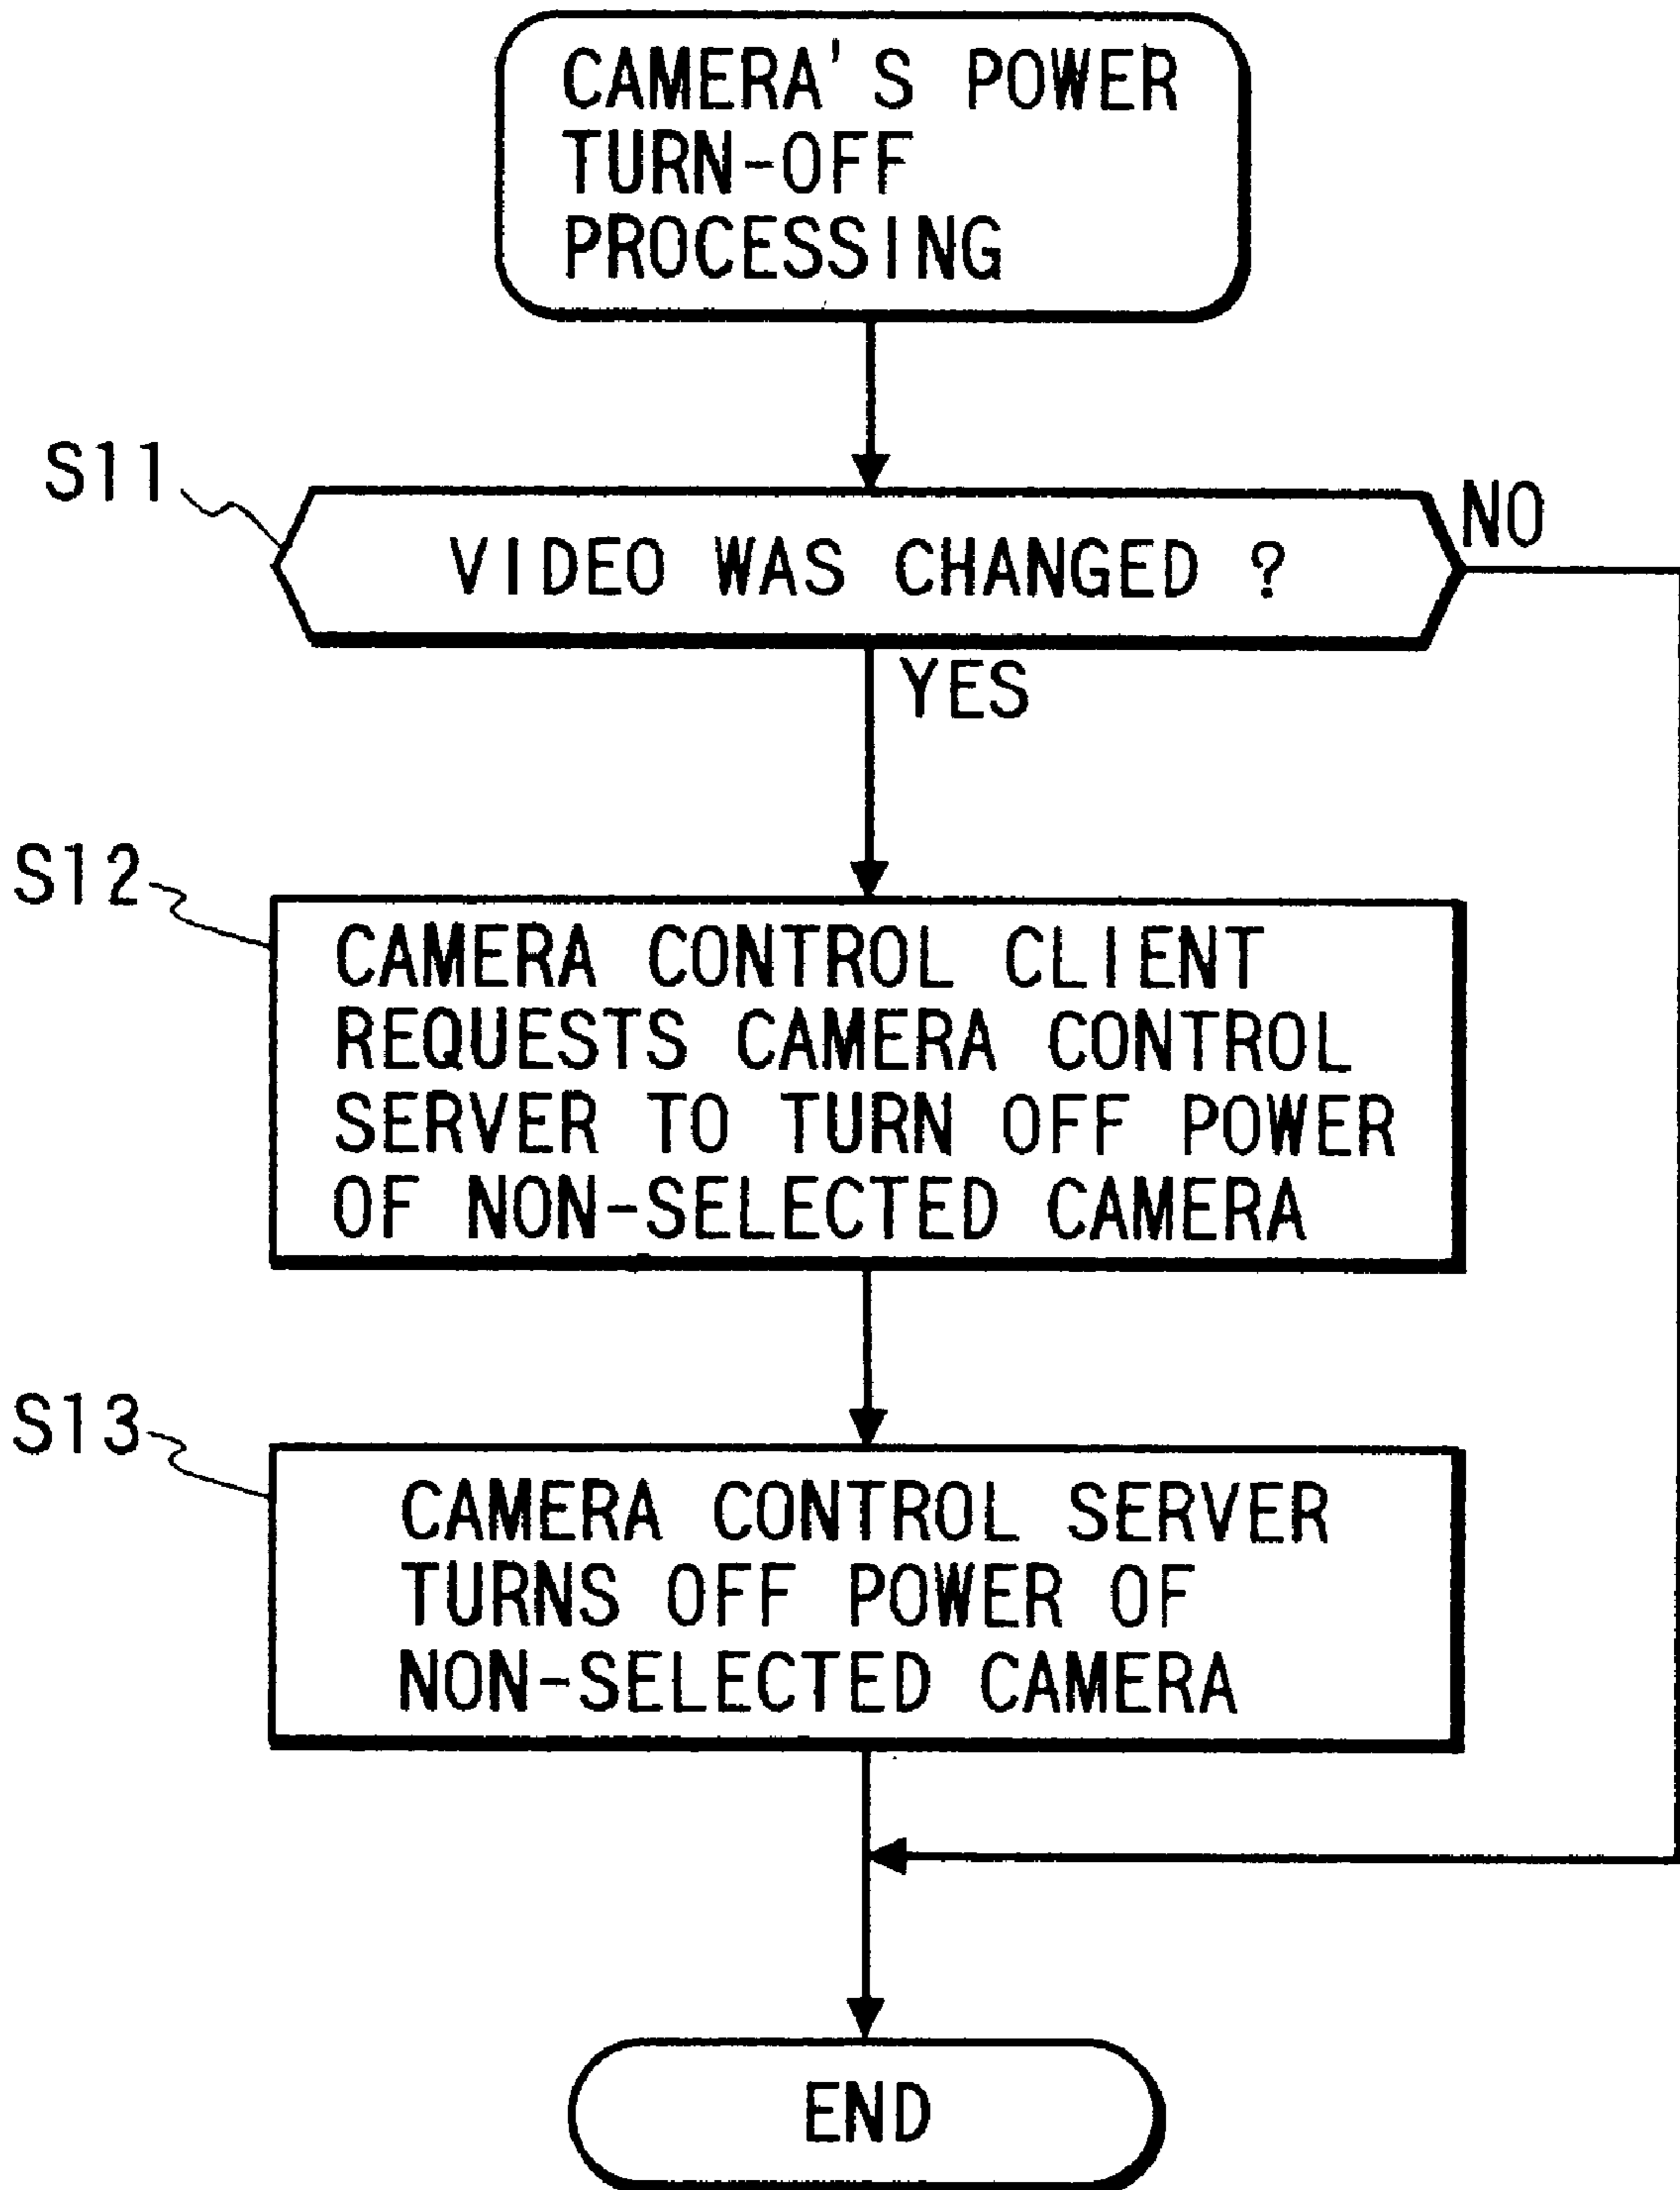 CAMERA'S POWER
TURN-OFF
PROCESSING
S11
VIDEO WAS CHANGED ?
NO
YES
S12
CAMERA CONTROL CLIENT
REQUESTS CAMERA CONTROL
SERVER TO TURN OFF POWER
OF NON-SELECTED CAMERA
S13
CAMERA CONTROL SERVER
TURNS OFF POWER OF
NON-SELECTED CAMERA
END